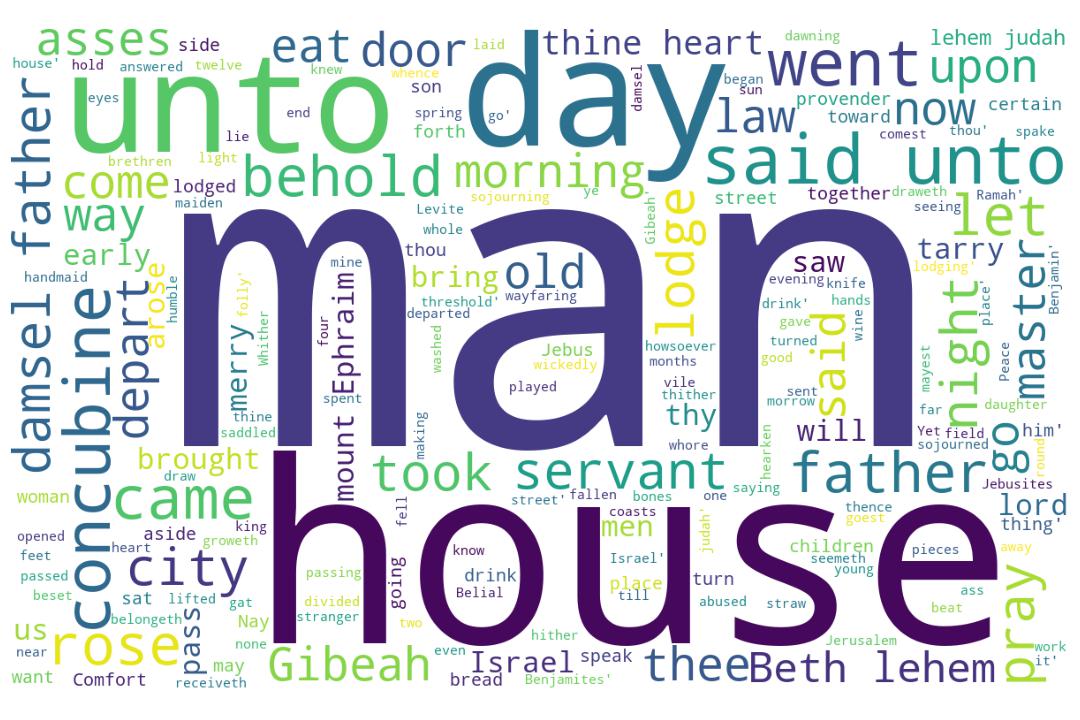 asses
side
eat
door
laid
thine heart
dawning
lehem judah
house'
hold
answered
twelve
knew
whence
son
unto
day
damsel
began
sun
went
upon
eyes
end
spring
go'
law
provender
now
certain
lie
forth
toward
comest
thou'
spake
father
brethren
light
behold
morning
said unto
come
lodged
maiden
sojourning
ye
street
together
draweth
seeing
Ramah'
way
Levite
whole
Gibeah'
lodge
let
early
thou
man
mine
bring
old
saw
tarry
handmaid
arose
humble
folly'
Whither
four
threshold'
wayfaring
departed
evening
knife
lodging'
drink'
hands
place'
Benjamin'
damsel
concubine
depart
merry
mount Ephraim
washed
Jebus
wickedly
howsoever
months
gave
turned
good
wine
said
night
master
Peace
mayest
played
vile
thither
sent
morrow
daughter
thine
spent
saddled
making
thy
whore
will
far
Yet
field
him'
sojourned
go
round
brought
draw
took
servant
hearken
father
Jebusites
woman
came
street'
fallen
bones
one
saying
lord
thing'
opened
heart
aside
king
groweth
fell
house
coasts
men
judah'
thence
goest
away
feet
city
know
Israel'
children
seemeth
young
pieces
passed
passing
going
drink
Belial
place
till
turn
ass
beset
sat
lifted
gat
divided
abused
straw
beat
us
belongeth
pass
Nay
stranger
two
hither
Jerusalem
pray
work
it'
near
rose
none
even
want
Comfort
may
receiveth
Gibeah
Israel
speak
bread
Benjamites'
thee
Beth lehem